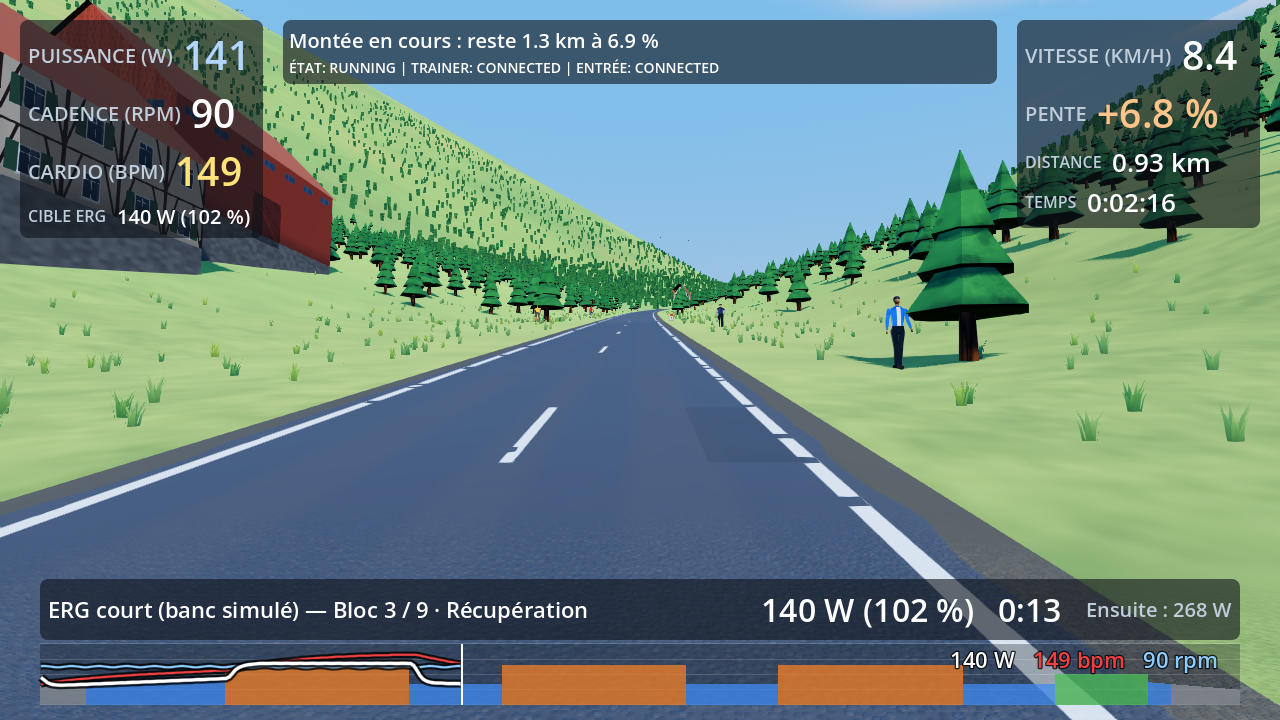 PUISSANCE (W) 141
CADENCE (RPM) 90
CARDIO (BPM) 149
CIBLE ERG 140 W (102 %)
Montée en cours : reste 1.3 km à 6.9 %
ÉTAT: RUNNING | TRAINER: CONNECTED | ENTRÉE: CONNECTED
VITESSE (KM/H) 8.4
PENTE +6.8 %
DISTANCE 0.93 km
TEMPS 0:02:16
ERG court (banc simulé) — Bloc 3 / 9 · Récupération 140 W (102 %) 0:13 Ensuite : 268 W
140 W 149 bpm 90 rpm